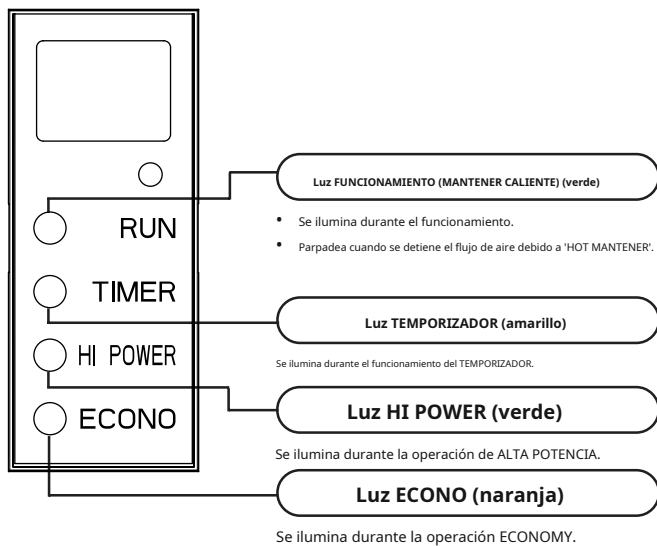 RUN
TIMER
HI POWER
ECONO
Luz FUNCIONAMIENTO (MANTENER CALIENTE) (verde)
• Se ilumina durante el funcionamiento.
• Parpadea cuando se detiene el flujo de aire debido a 'HOT MANTENER'.
Luz TEMPORIZADOR (amarillo)
Se ilumina durante el funcionamiento del TEMPORIZADOR.
Luz HI POWER (verde)
Se ilumina durante la operación de ALTA POTENCIA.
Luz ECONO (naranja)
Se ilumina durante la operación ECONOMY.